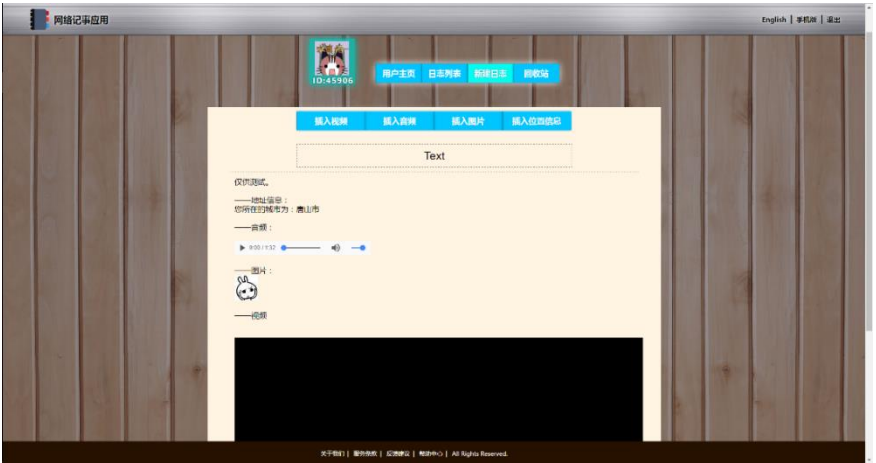 网络记事应用
English | 手机版 | 退出
ID:45906
用户主页 日志列表 新建日志 回收站
插入视频 插入音频 插入图片 插入位置信息
Text
仅供测试。
——地址信息：
您所在的城市为：唐山市
——音频：
0:00 / 1:32
——图片：
——视频
关于我们 | 服务条款 | 反馈建议 | 帮助中心 | All Rights Reserved.